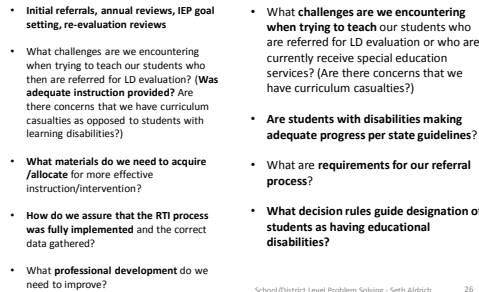 • Initial referrals, annual reviews, IEP goal
setting, re-evaluation reviews
• What challenges are we encountering
when trying to teach our students who
then are referred for LD evaluation? (Was
adequate instruction provided? Are
there concerns that we have curriculum
casualties as opposed to students with
learning disabilities?)
• What materials do we need to acquire
/allocate for more effective
instruction/intervention?
• How do we assure that the RTI process
was fully implemented and the correct
data gathered?
• What professional development do we
need to improve?
• What challenges are we encountering
when trying to teach our students who
are referred for LD evaluation or who are
currently receive special education
services? (Are there concerns that we
have curriculum casualties?)
• Are students with disabilities making
adequate progress per state guidelines?
• What are requirements for our referral
process?
• What decision rules guide designation of
students as having educational
disabilities?
School/District Level Problem Solving - Seth Aldrich 26